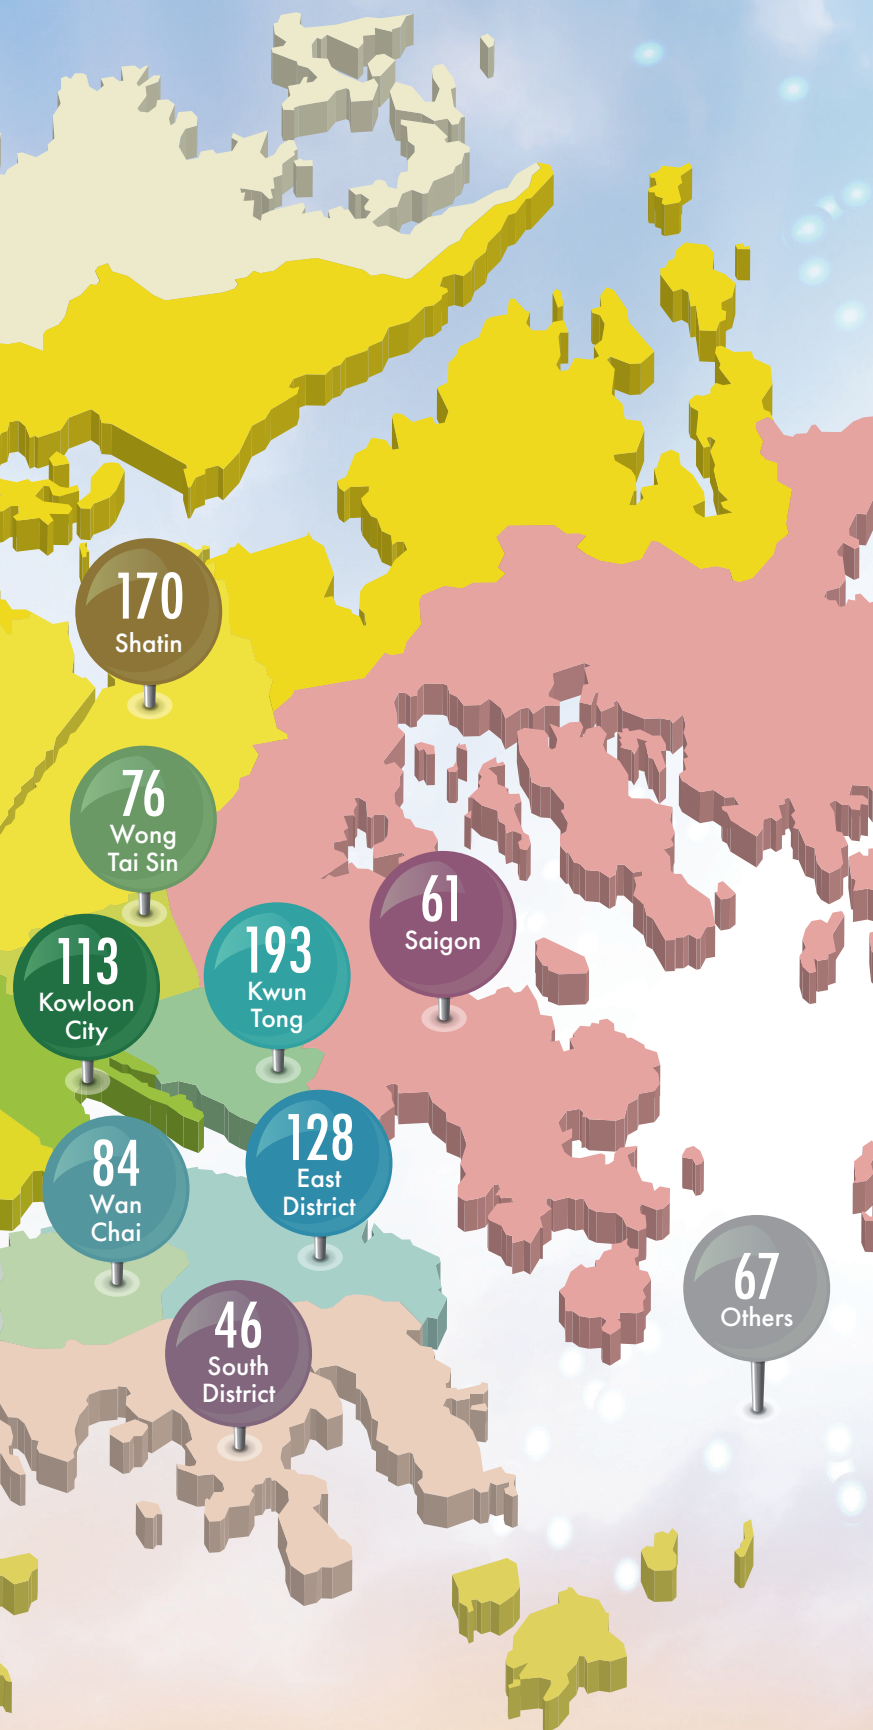 170
Shatin
76
Wong
Tai Sin
113
Kowloon
City
193
Kwun
Tong
61
Saigon
84
Wan
Chai
128
East
District
67
Others
46
South
District